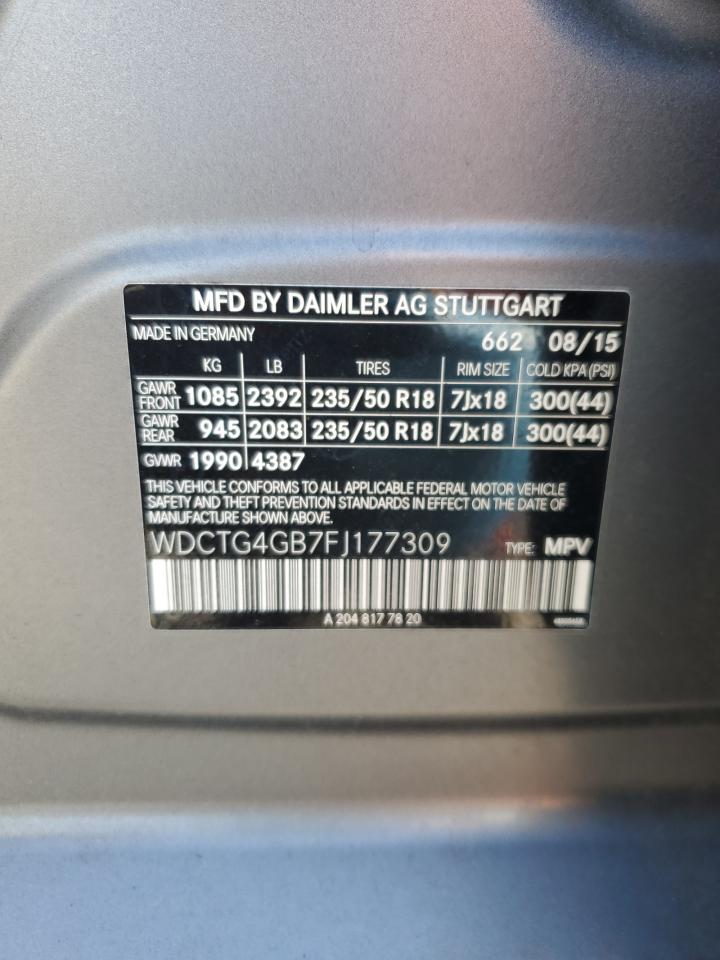 MFD BY DAIMLER AG STUTTGART
MADE IN GERMANY 662 08/15
KG LB TIRES RIM SIZE COLD KPA (PSI)
GAWR FRONT 1085 2392 235/50 R18 7Jx18 300(44)
GAWR REAR 945 2083 235/50 R18 7Jx18 300(44)
GVWR 1990 4387
THIS VEHICLE CONFORMS TO ALL APPLICABLE FEDERAL MOTOR VEHICLE
SAFETY AND THEFT PREVENTION STANDARDS IN EFFECT ON THE DATE OF
MANUFACTURE SHOWN ABOVE.
WDCTG4GB7FJ177309 TYPE: MPV
A 204 817 78 20